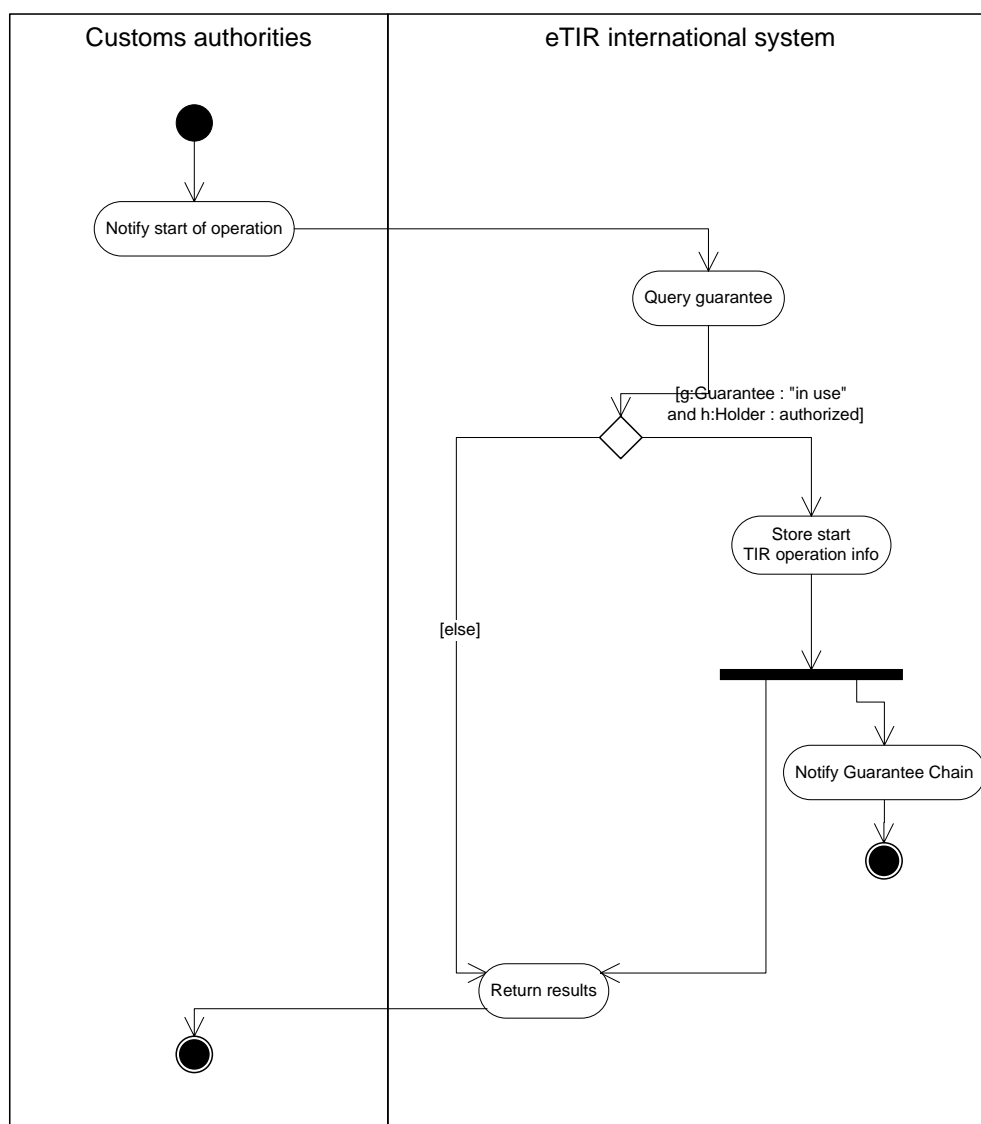 Customs authorities
eTIR international system
Notify start of operation
Query guarantee
[g:Guarantee : "in use"
and h:Holder : authorized]
Store start
TIR operation info
[else]
Notify Guarantee Chain
Return results